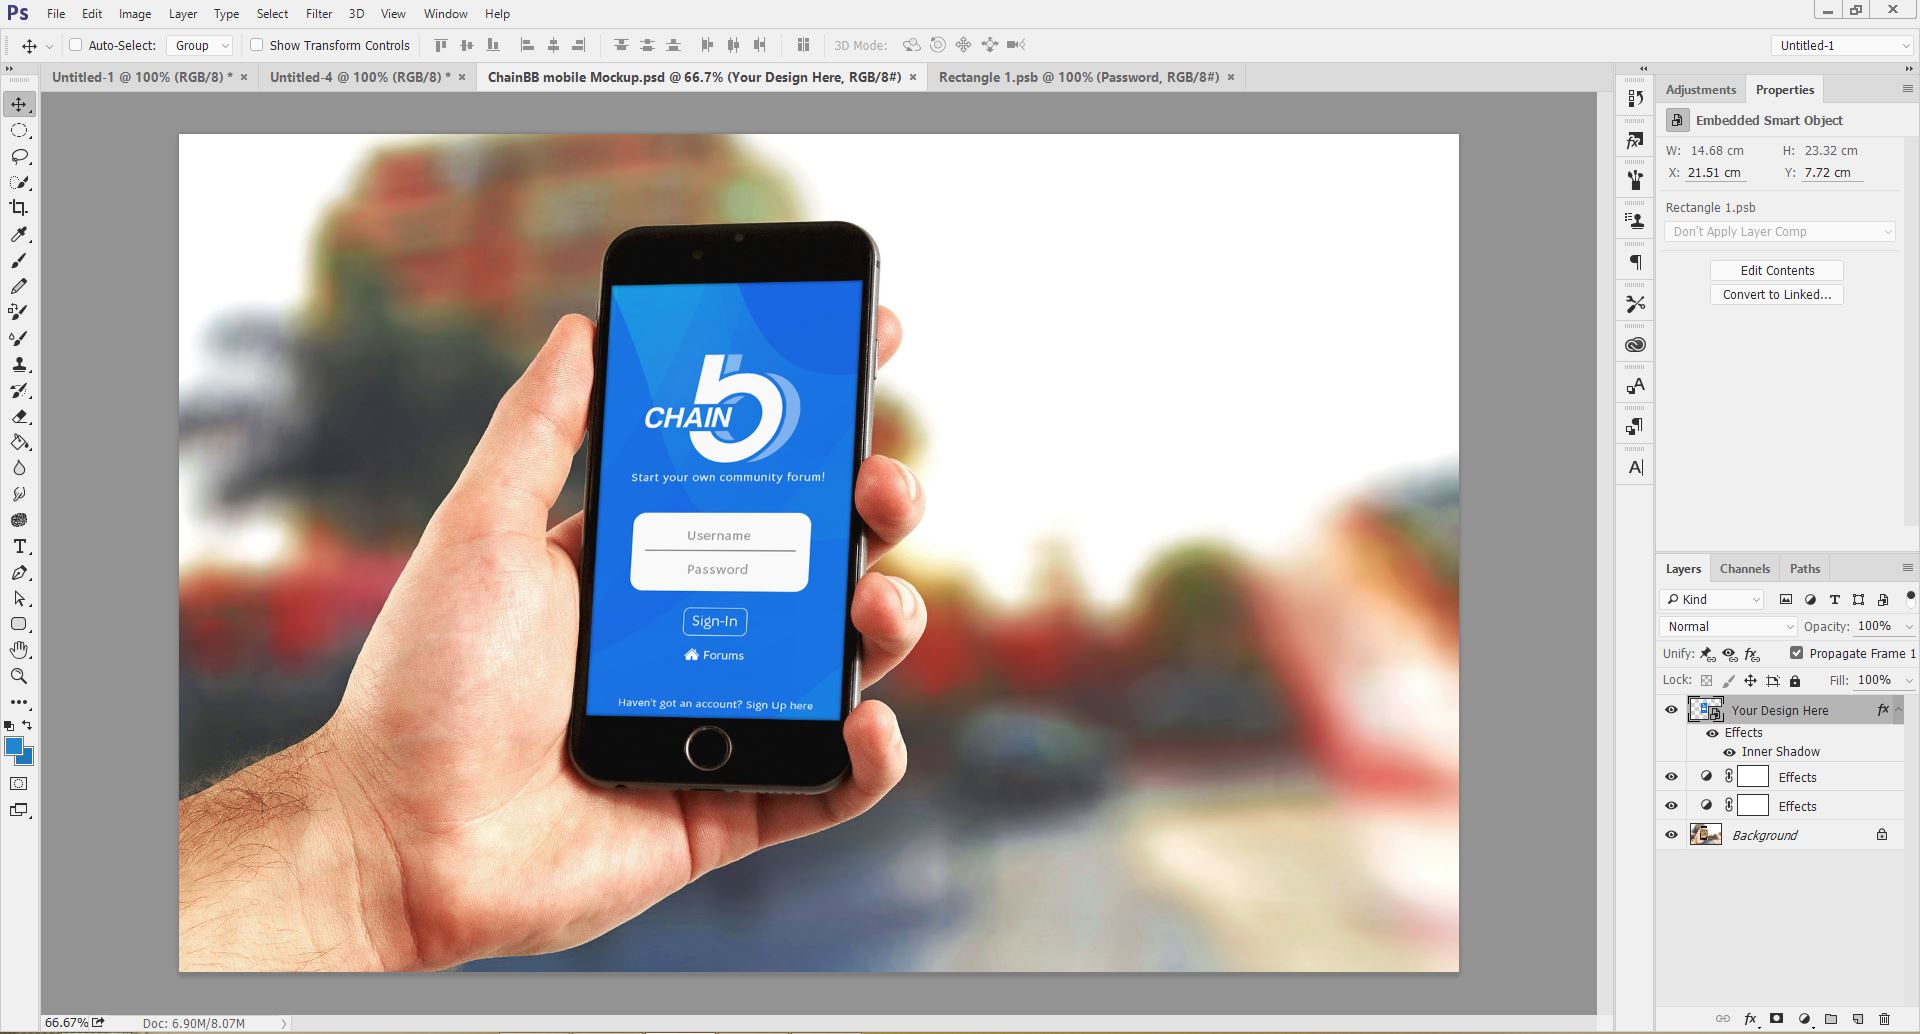 Ps File Edit Image Layer Type Select Filter 3D View Window Help
Auto-Select: Group Show Transform Controls 3D Mode: Untitled-1
Untitled-1 @ 100% (RGB/8) * × Untitled-4 @ 100% (RGB/8) * × ChainBB mobile Mockup.psd @ 66.7% (Your Design Here, RGB/8#) × Rectangle 1.psb @ 100% (Password, RGB/8#) ×
Adjustments Properties
Embedded Smart Object
W: 14.68 cm H: 23.32 cm
X: 21.51 cm Y: 7.72 cm
Rectangle 1.psb
Don't Apply Layer Comp
Edit Contents
Convert to Linked...
b
CHAIN
Start your own community forum!
Username
Password
Sign-In
Forums
Haven't got an account? Sign Up here
Layers Channels Paths
Kind
Normal Opacity: 100%
Unify: Propagate Frame 1
Lock: Fill: 100%
Your Design Here fx
Effects
Inner Shadow
Effects
Effects
Background
66.67% Doc: 6.90M/8.07M